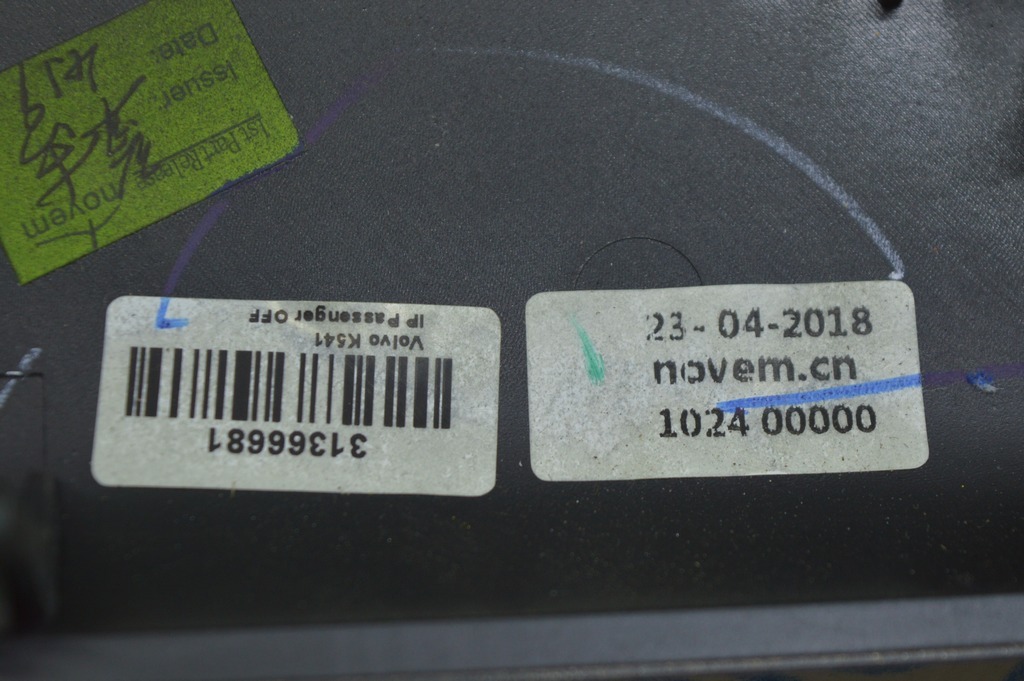 novem
1st Part Release
Issuer:
Date:
Volvo K541
IP Passenger OFF
31366681
23-04-2018
novem.cn
1024 00000